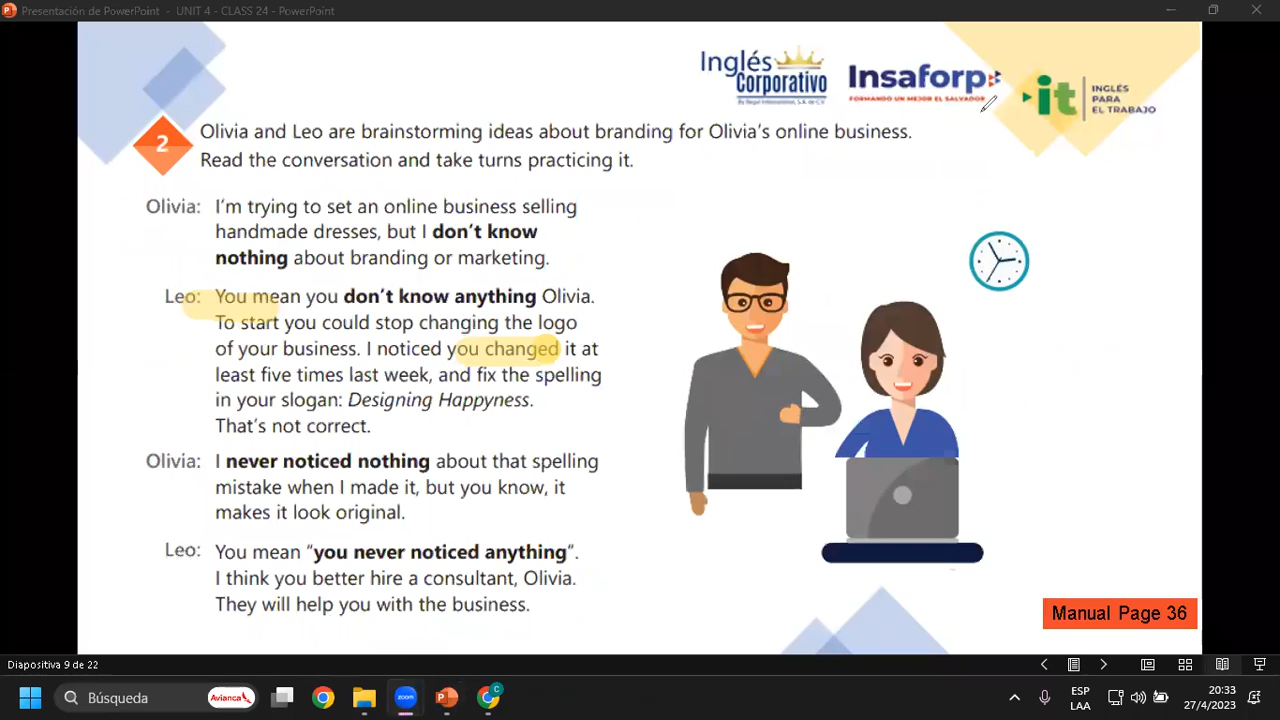 Presentación de PowerPoint - UNIT 4 - CLASS 24 - PowerPoint
Inglés
Corporativo
Insaforp
FORMANDO UN MEJOR EL SALVADOR
it
INGLÉS
PARA
EL TRABAJO
2
Olivia and Leo are brainstorming ideas about branding for Olivia's online business.
Read the conversation and take turns practicing it.
Olivia: I'm trying to set an online business selling
handmade dresses, but I don't know
nothing about branding or marketing.
Leo: You mean you don't know anything Olivia.
To start you could stop changing the logo
of your business. I noticed you changed it at
least five times last week, and fix the spelling
in your slogan: Designing Happyness.
That's not correct.
Olivia: I never noticed nothing about that spelling
mistake when I made it, but you know, it
makes it look original.
Leo: You mean "you never noticed anything".
I think you better hire a consultant, Olivia.
They will help you with the business.
Manual Page 36
Diapositiva 9 de 22
Búsqueda
Avianca
zoom
C
ESP
LAA
20:33
27/4/2023